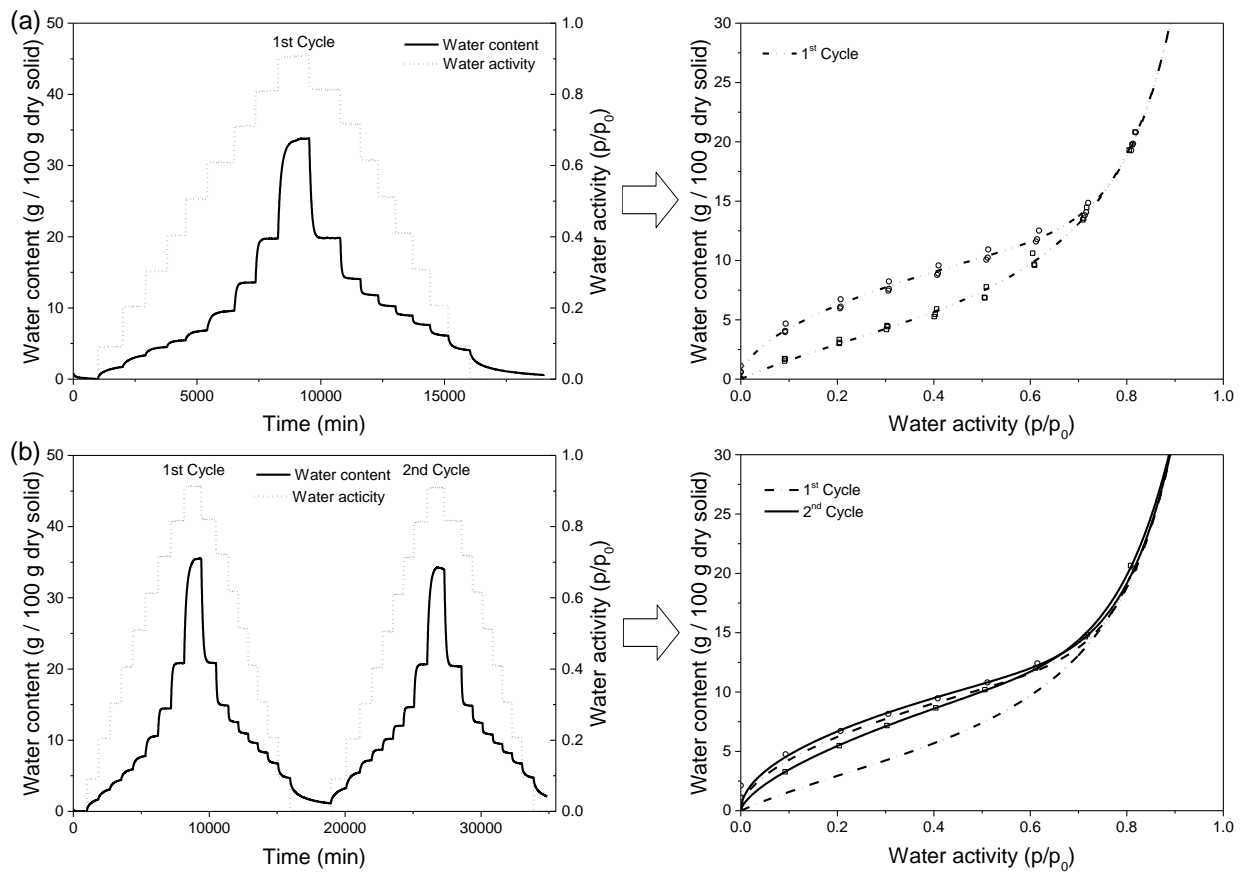 (a)
50
40
30
20
10
0
Water content (g / 100 g dry solid)
0
5000
10000
15000
Time (min)
1.0
0.8
0.6
0.4
0.2
0.0
Water activity (p/p₀)
1st Cycle
Water content
Water activity
30
25
20
15
10
5
0
Water content (g / 100 g dry solid)
0.0
0.2
0.4
0.6
0.8
1.0
Water activity (p/p₀)
1ˢᵗ Cycle
(b)
50
40
30
20
10
0
Water content (g / 100 g dry solid)
0
10000
20000
30000
Time (min)
1.0
0.8
0.6
0.4
0.2
0.0
Water activity (p/p₀)
1st Cycle
2nd Cycle
Water content
Water acticity
30
25
20
15
10
5
0
Water content (g / 100 g dry solid)
0.0
0.2
0.4
0.6
0.8
1.0
Water activity (p/p₀)
1ˢᵗ Cycle
2ⁿᵈ Cycle